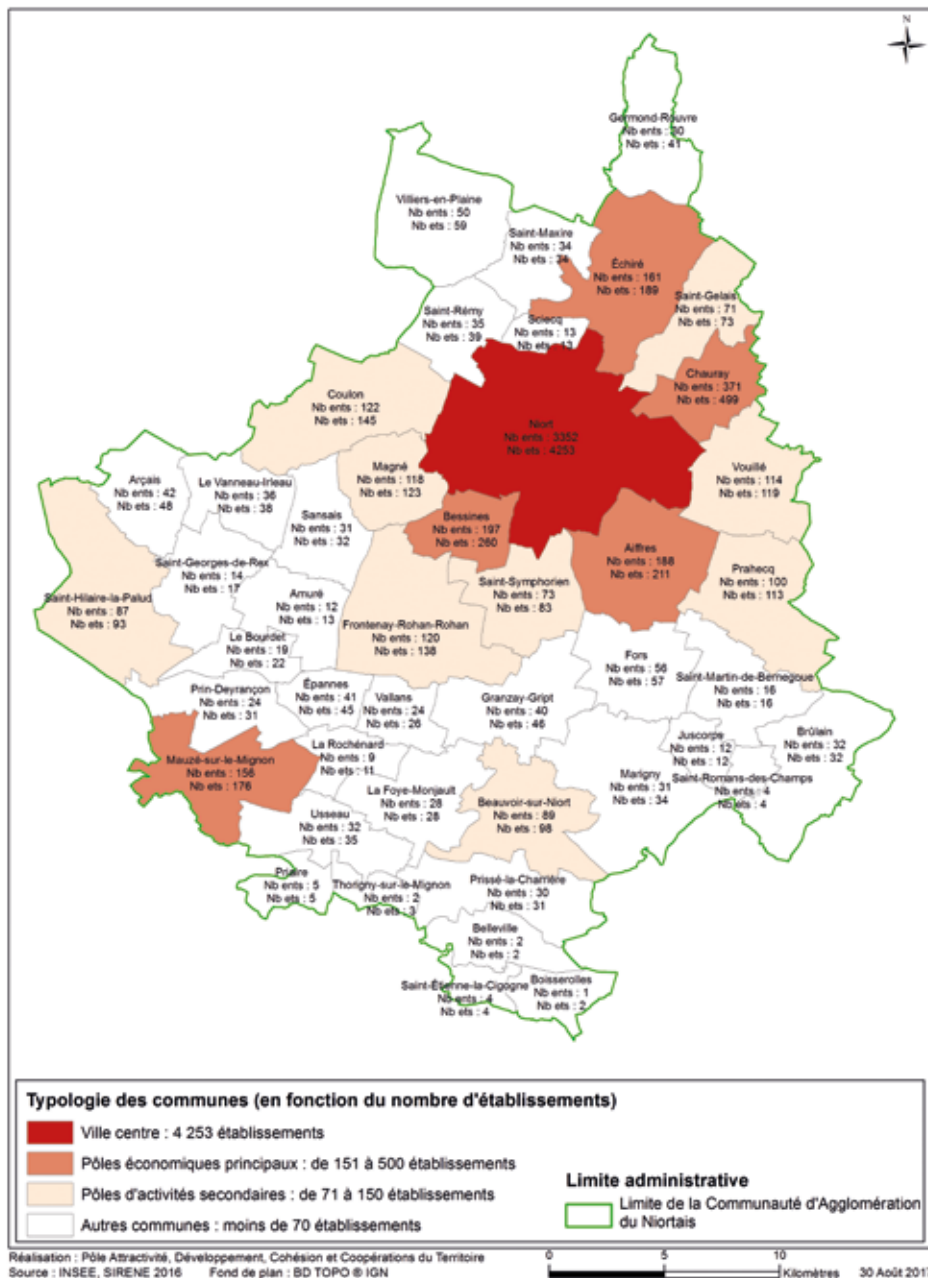 N
Germond-Rouvre
Nb ents : 30
Nb ets : 41
Villiers-en-Plaine
Nb ents : 50
Nb ets : 59
Saint-Maxire
Nb ents : 34
Nb ets : 34
Échiré
Nb ents : 161
Nb ets : 189
Saint-Gelais
Nb ents : 71
Nb ets : 73
Saint-Rémy
Nb ents : 35
Nb ets : 39
Sciecq
Nb ents : 13
Nb ets : 13
Chauray
Nb ents : 371
Nb ets : 499
Coulon
Nb ents : 122
Nb ets : 145
Niort
Nb ents : 3352
Nb ets : 4253
Magné
Nb ents : 118
Nb ets : 123
Vouillé
Nb ents : 114
Nb ets : 119
Arçais
Nb ents : 42
Nb ets : 48
Le Vanneau-Irleau
Nb ents : 36
Nb ets : 38
Sansais
Nb ents : 31
Nb ets : 32
Bessines
Nb ents : 197
Nb ets : 260
Aiffres
Nb ents : 188
Nb ets : 211
Prahecq
Nb ents : 100
Nb ets : 113
Saint-Georges-de-Rex
Nb ents : 14
Nb ets : 17
Saint-Hilaire-la-Palud
Nb ents : 87
Nb ets : 93
Amuré
Nb ents : 12
Nb ets : 13
Saint-Symphorien
Nb ents : 73
Nb ets : 83
Frontenay-Rohan-Rohan
Nb ents : 120
Nb ets : 138
Le Bourdet
Nb ents : 19
Nb ets : 22
Fors
Nb ents : 56
Nb ets : 57
Saint-Martin-de-Bernegoue
Nb ents : 16
Nb ets : 16
Prin-Deyrançon
Nb ents : 24
Nb ets : 31
Épannes
Nb ents : 41
Nb ets : 45
Vallans
Nb ents : 24
Nb ets : 26
Granzay-Gript
Nb ents : 40
Nb ets : 46
Juscorps
Nb ents : 12
Nb ets : 12
Brûlain
Nb ents : 32
Nb ets : 32
La Rochénard
Nb ents : 9
Nb ets : 11
Mauzé-sur-le-Mignon
Nb ents : 156
Nb ets : 176
Marigny
Nb ents : 31
Nb ets : 34
Saint-Romans-des-Champs
Nb ents : 4
Nb ets : 4
La Foye-Monjault
Nb ents : 28
Nb ets : 28
Beauvoir-sur-Niort
Nb ents : 89
Nb ets : 98
Usseau
Nb ents : 32
Nb ets : 35
Priaire
Nb ents : 5
Nb ets : 5
Thorigny-sur-le-Mignon
Nb ents : 2
Nb ets : 3
Prissé-la-Charrière
Nb ents : 30
Nb ets : 31
Belleville
Nb ents : 2
Nb ets : 2
Saint-Étienne-la-Cigogne
Nb ents : 4
Nb ets : 4
Boisserolles
Nb ents : 1
Nb ets : 2
Typologie des communes (en fonction du nombre d'établissements)
Ville centre : 4 253 établissements
Pôles économiques principaux : de 151 à 500 établissements
Pôles d'activités secondaires : de 71 à 150 établissements
Autres communes : moins de 70 établissements
Limite administrative
Limite de la Communauté d'Agglomération
du Niortais
Réalisation : Pôle Attractivité, Développement, Cohésion et Coopérations du Territoire
Source : INSEE, SIRENE 2016 Fond de plan : BD TOPO ® IGN
0 5 10
Kilomètres
30 Août 2017